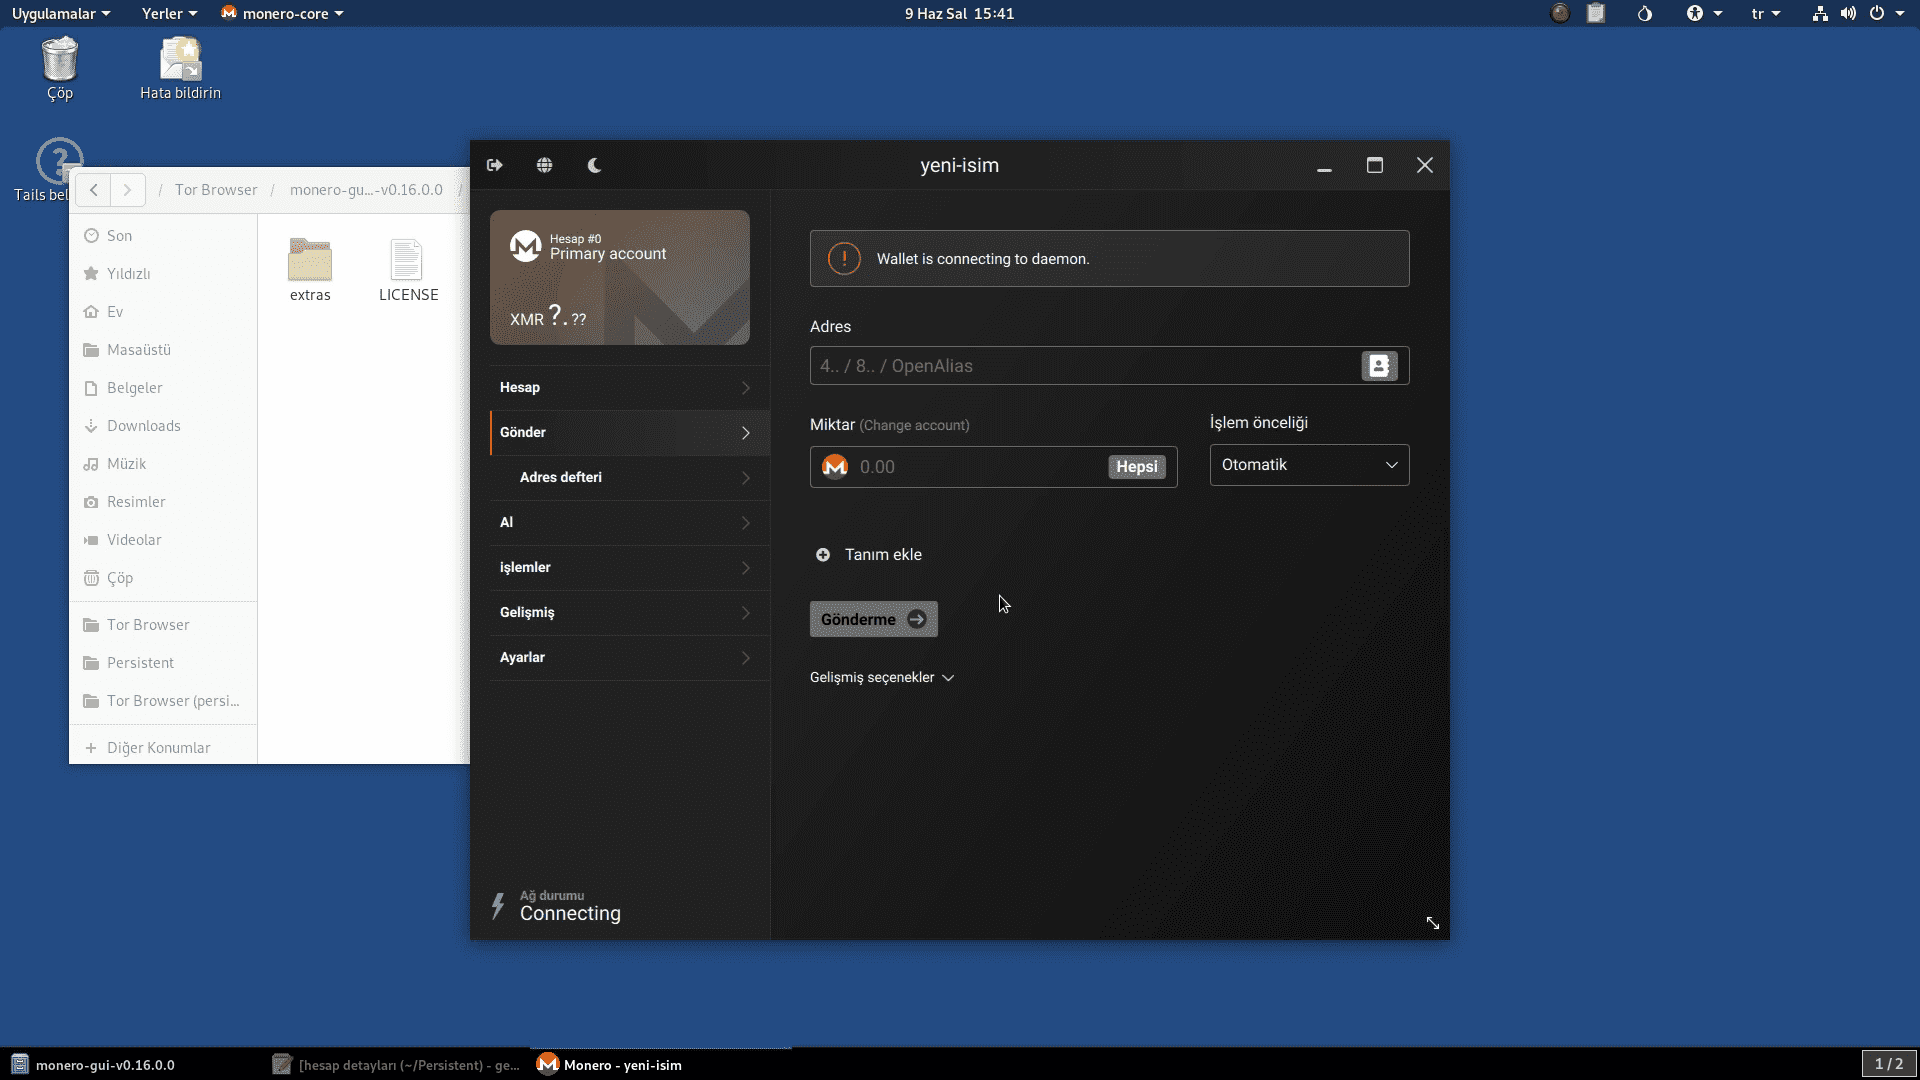 Uygulamalar
Yerler
monero-core
9 Haz Sal 15:41
tr
Çöp
Hata bildirin
Tails bel
/ Tor Browser / monero-gu...-v0.16.0.0 /
Son
Yıldızlı
Ev
Masaüstü
Belgeler
Downloads
Müzik
Resimler
Videolar
Çöp
Tor Browser
Persistent
Tor Browser (persi...
+ Diğer Konumlar
extras
LICENSE
yeni-isim
Hesap #0
Primary account
XMR ?.??
Hesap
Gönder
Adres defteri
Al
işlemler
Gelişmiş
Ayarlar
Ağ durumu
Connecting
Wallet is connecting to daemon.
Adres
4.. / 8.. / OpenAlias
Miktar (Change account)
İşlem önceliği
0.00
Hepsi
Otomatik
Tanım ekle
Gönderme
Gelişmiş seçenekler
monero-gui-v0.16.0.0
[hesap detayları (~/Persistent) - ge...
Monero - yeni-isim
1 / 2